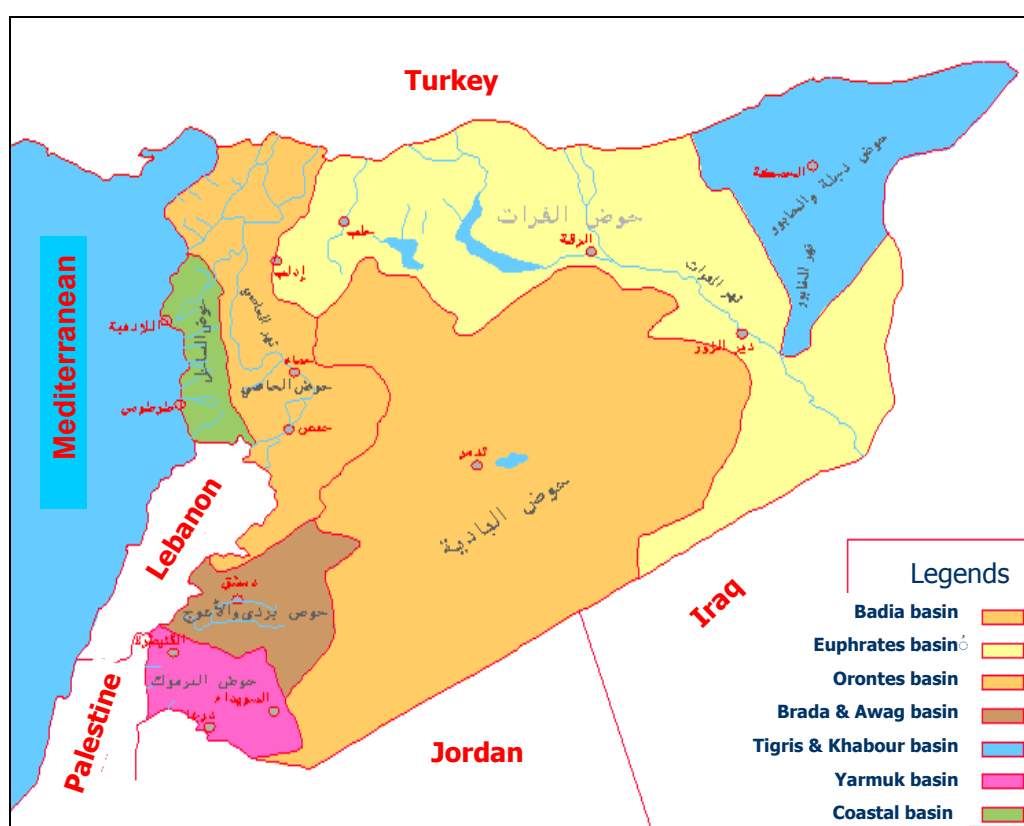 Turkey
حوض دجلة والخابور
الحسكة
نهر الخابور
حوض الفرات
حلب
الرقة
إدلب
نهر الفرات
دير الزور
Mediterranean
حوض الساحل
اللاذقية
نهر العاصي
حماه
حوض العاصي
طرطوس
حمص
تدمر
حوض البادية
Lebanon
دمشق
حوض بردى والأعوج
القنيطرة
حوض اليرموك
السويداء
درعا
Palestine
Jordan
Iraq
Legends
Badia basin
Euphrates basin
Orontes basin
Brada & Awag basin
Tigris & Khabour basin
Yarmuk basin
Coastal basin